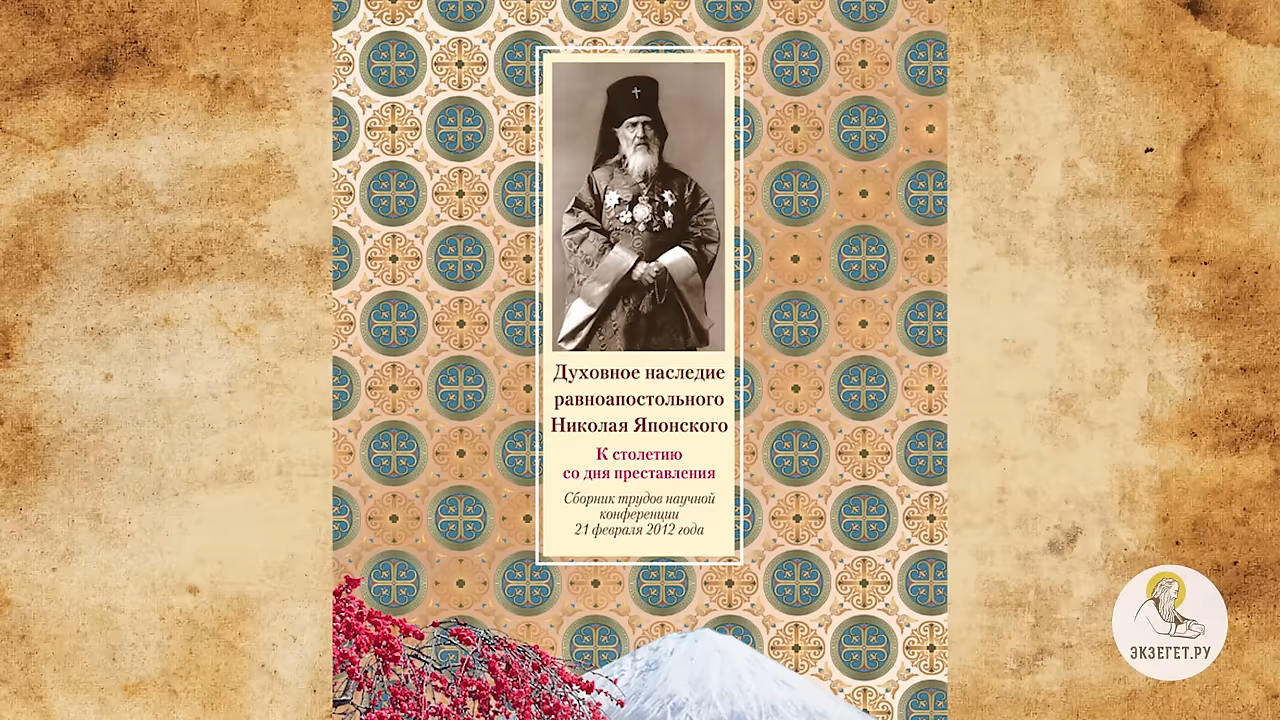 Духовное наследие
равноапостольного
Николая Японского
К столетию
со дня преставления
Сборник трудов научной
конференции
21 февраля 2012 года
ЭКЗЕГЕТ.РУ